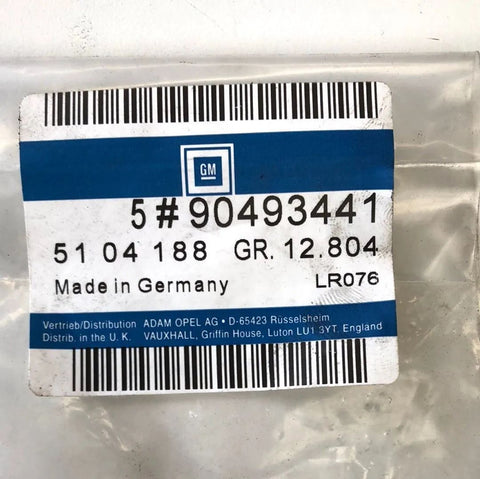 GM
5#90493441
51 04 188 GR. 12.804
Made in Germany LR076
Vertrieb/Distribution ADAM OPEL AG • D-65423 Rüsselsheim
Distrib. in the U. K. VAUXHALL, Griffin House, Luton LU1 3YT, England